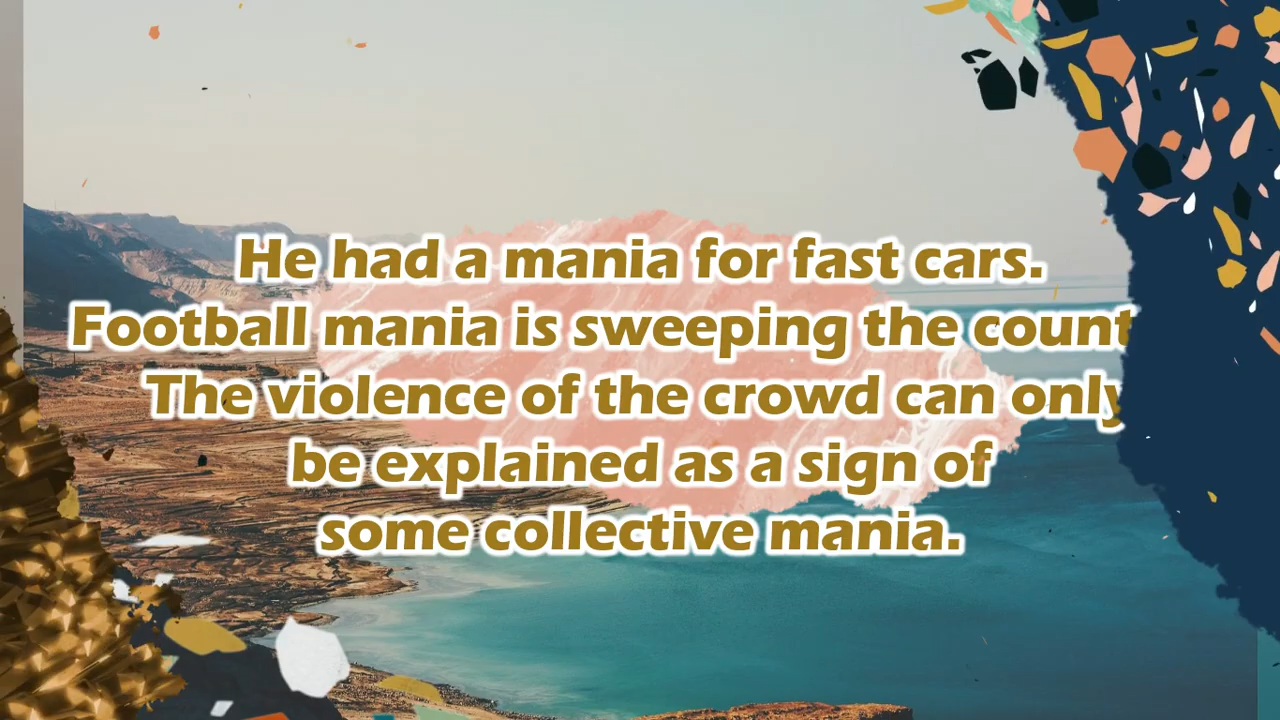 He had a mania for fast cars.
Football mania is sweeping the
The violence of the crowd can only
be explained as a sign of
some collective mania.